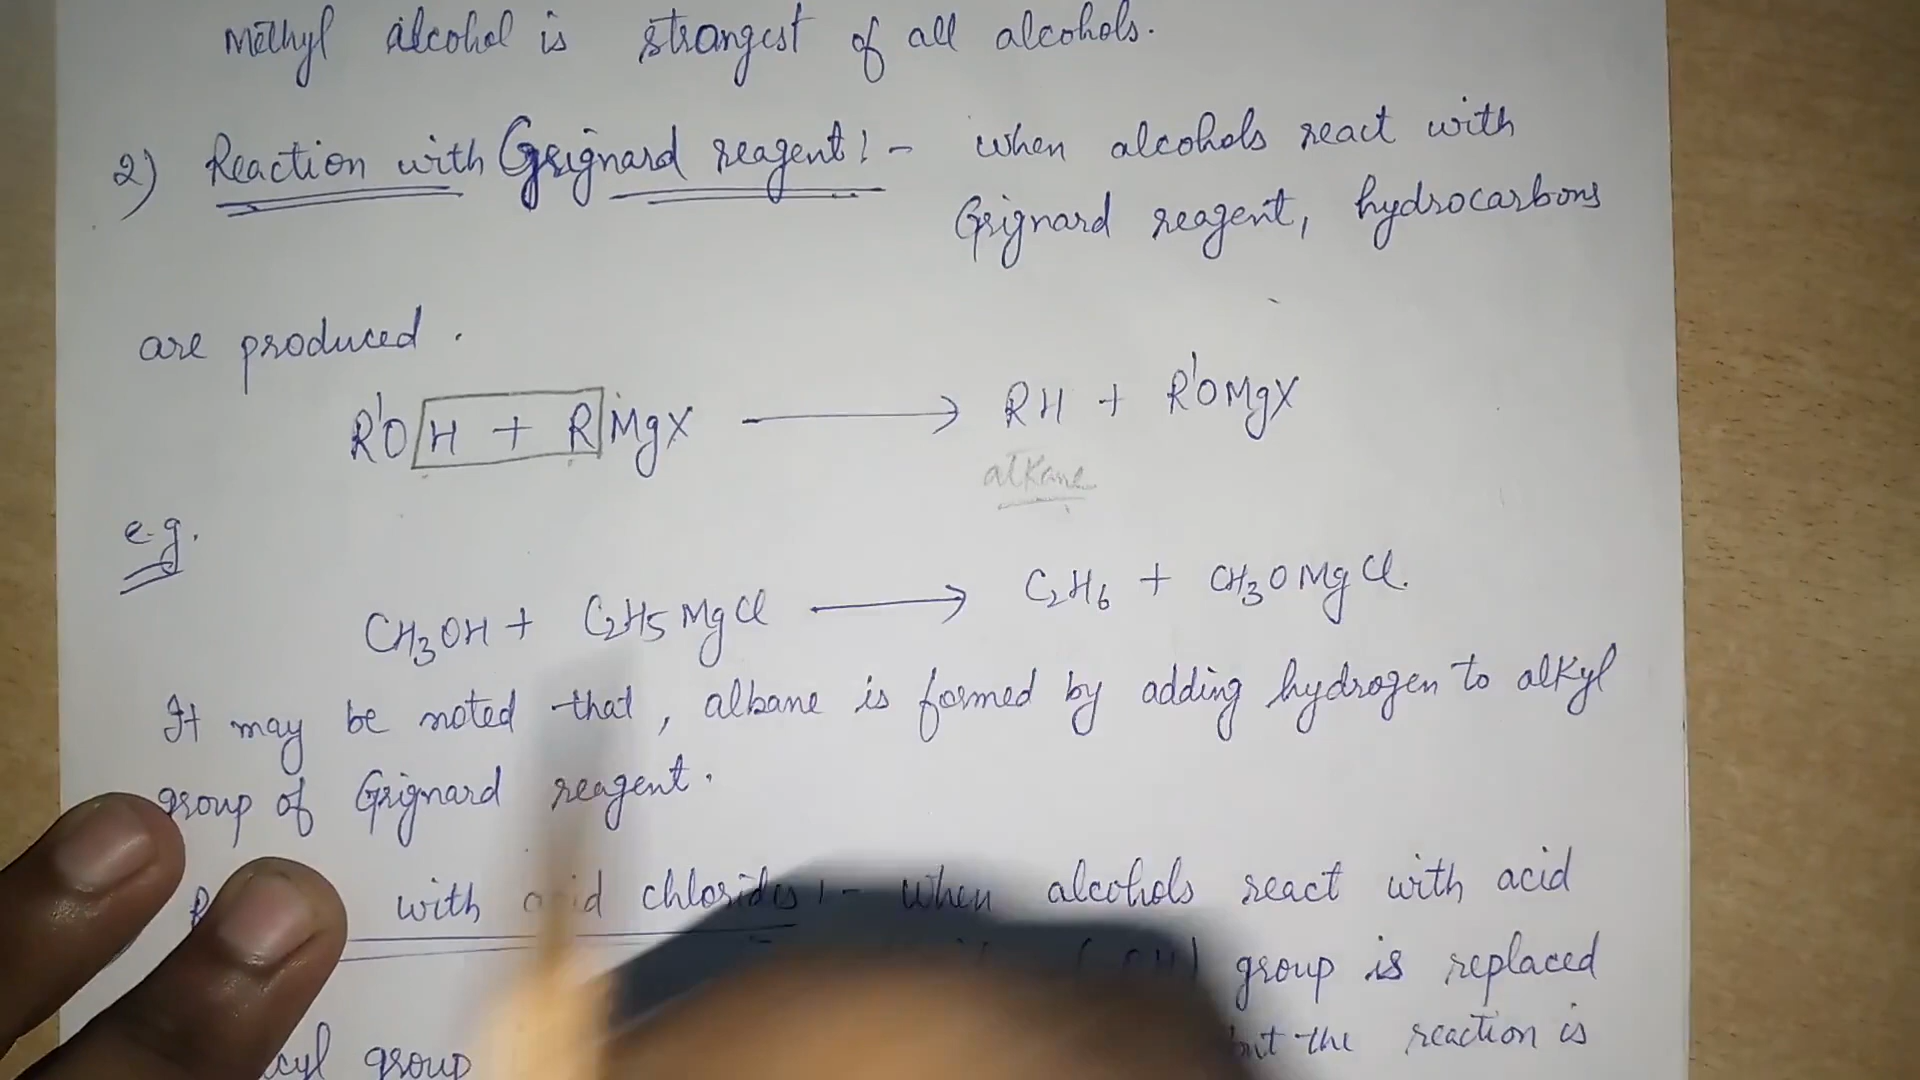 Methyl alcohol is strongest of all alcohols.
2) Reaction with Grignard reagent :- when alcohols react with
Grignard reagent, hydrocarbons
are produced.
R'OH + RMgX ⟶ RH + R'OMgX
alkane
e.g.
CH₃OH + C₂H₅MgCl ⟶ C₂H₆ + CH₃OMgCl.
It may be noted that, alkane is formed by adding hydrogen to alkyl
group of Grignard reagent.
with acid chlorides :- when alcohols react with acid
group is replaced
group but the reaction is